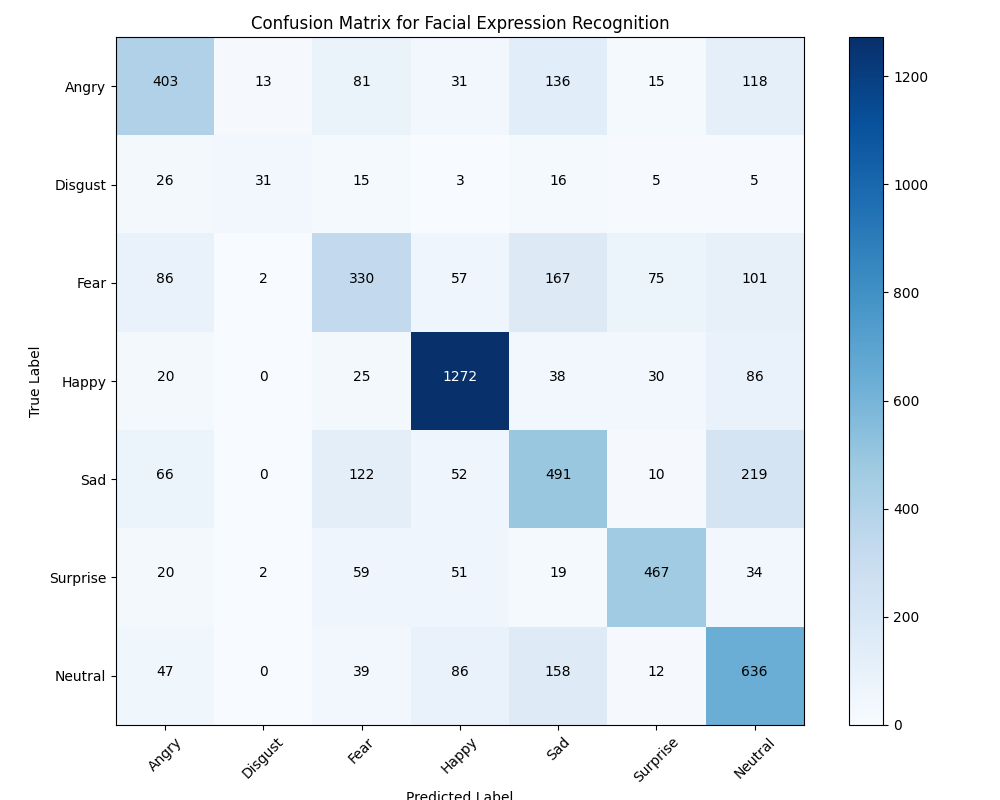 Confusion Matrix for Facial Expression Recognition
True Label
Angry 403 13 81 31 136 15 118
Disgust 26 31 15 3 16 5 5
Fear 86 2 330 57 167 75 101
Happy 20 0 25 1272 38 30 86
Sad 66 0 122 52 491 10 219
Surprise 20 2 59 51 19 467 34
Neutral 47 0 39 86 158 12 636
Angry Disgust Fear Happy Sad Surprise Neutral
Predicted Label
1200
1000
800
600
400
200
0